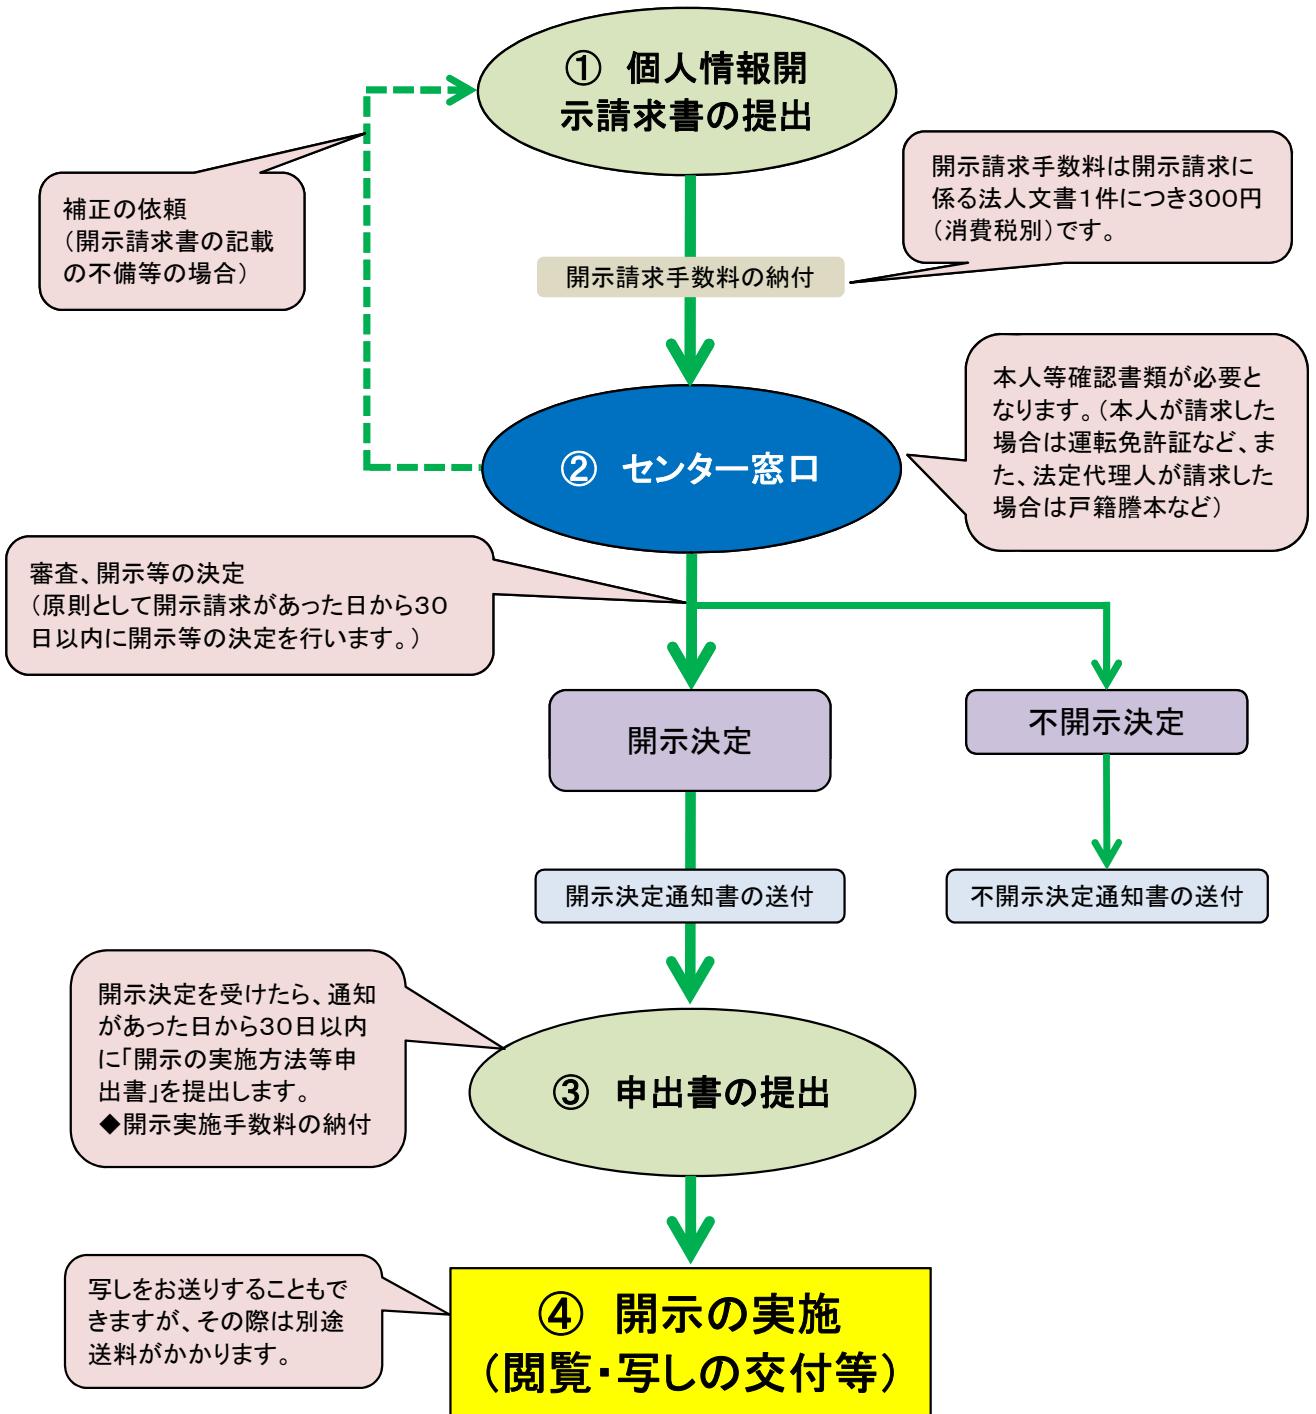 ① 個人情報開
示請求書の提出
開示請求手数料は開示請求に
係る法人文書1件につき300円
(消費税別)です。
補正の依頼
(開示請求書の記載
の不備等の場合)
開示請求手数料の納付
本人等確認書類が必要と
なります。(本人が請求した
場合は運転免許証など、ま
た、法定代理人が請求した
場合は戸籍謄本など)
② センター窓口
審査、開示等の決定
(原則として開示請求があった日から30
日以内に開示等の決定を行います。)
開示決定
不開示決定
開示決定通知書の送付
不開示決定通知書の送付
開示決定を受けたら、通知
があった日から30日以内
に「開示の実施方法等申
出書」を提出します。
◆開示実施手数料の納付
③ 申出書の提出
写しをお送りすることもで
きますが、その際は別途
送料がかかります。
④ 開示の実施
(閲覧・写しの交付等)